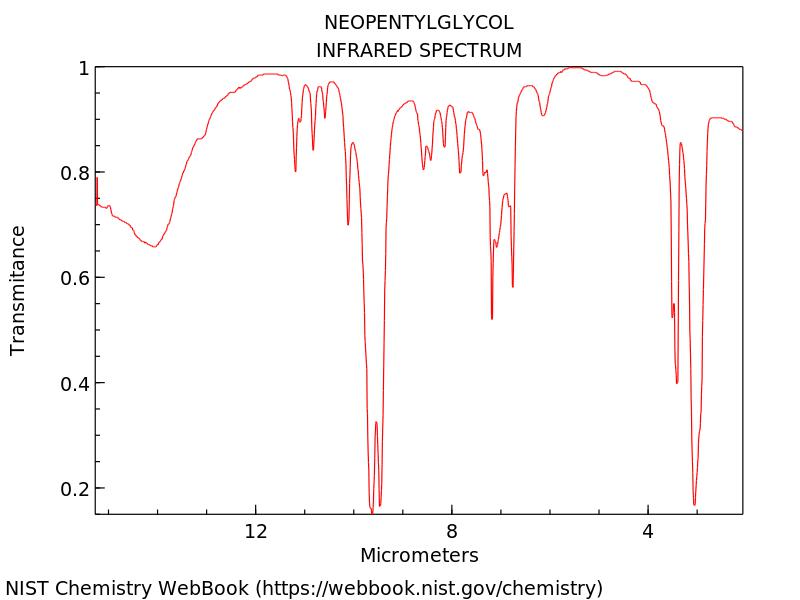 NEOPENTYLGLYCOL
INFRARED SPECTRUM
1
0.8
0.6
0.4
0.2
Transmitance
12 8 4
Micrometers
NIST Chemistry WebBook (https://webbook.nist.gov/chemistry)